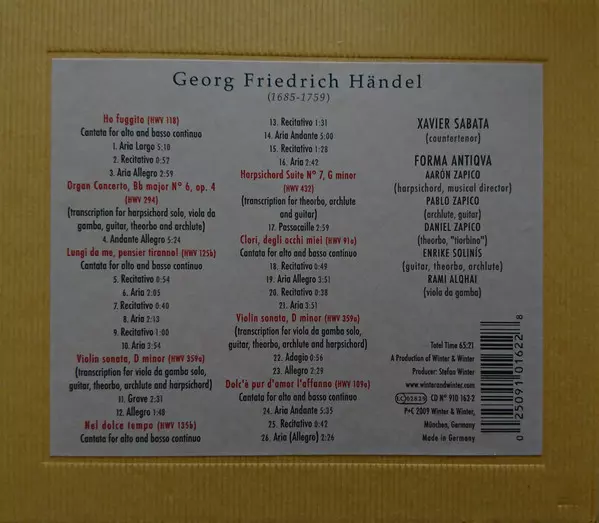 Georg Friedrich Händel
(1685-1759)
Ho fuggito (HWV 118)
Cantata for alto and basso continuo
1. Aria Largo 5:10
2. Recitativo 0:57
3. Aria Allegro 2:59
Organ Concerto, Bb major Nº 6, op. 4
(HWV 294)
(transcription for harpsichord solo, viola da
gamba, guitar, theorbo and archlute)
4. Andante Allegro 5:24
Lungi da me, pensier tiranno! (HWV 125b)
Cantata for alto and basso continuo
5. Recitativo 0:54
6. Aria 2:05
7. Recitativo 0:40
8. Aria 2:13
9. Recitativo 1:00
10. Aria 3:54
Violin sonata, D minor (HWV 359a)
(transcription for viola da gamba solo,
guitar, theorbo, archlute and harpsichord)
11. Grave 2:31
12. Allegro 1:40
Nel dolce tempo (HWV 135b)
Cantata for alto and basso continuo
13. Recitativo 1:31
14. Aria Andante 5:00
15. Recitativo 1:28
16. Aria 2:42
Harpsichord Suite Nº 7, G minor
(HWV 432)
(transcription for theorbo, archlute
and guitar)
17. Passacaille 2:59
Clori, degli occhi miei (HWV 91a)
Cantata for alto and basso continuo
18. Recitativo 0:49
19. Aria Allegro 3:51
20. Recitativo 0:38
21. Aria 3:51
Violin sonata, D minor (HWV 359a)
(transcription for viola da gamba solo,
guitar, theorbo, archlute and harpsichord)
22. Adagio 0:36
23. Allegro 2:29
Dolc'è pur d'amor l'affanno (HWV 109a)
Cantata for alto and basso continuo
24. Aria Andante 5:35
25. Recitativo 0:42
26. Aria (Allegro) 2:26
XAVIER SABATA
(countertenor)
FORMA ANTIQVA
AARÓN ZAPICO
(harpsichord, musical director)
PABLO ZAPICO
(archlute, guitar)
DANIEL ZAPICO
(theorbo, "tiorbino")
ENRIKE SOLINÍS
(guitar, theorbo, archlute)
RAMI ALQHAI
(viola da gamba)
Total Time 65:21
A Production of Winter & Winter
Producer: Stefan Winter
www.winterandwinter.com
LC 02829
CD Nº 910 162-2
P+C 2009 Winter & Winter,
München, Germany
Made in Germany
0 25091 01622 8